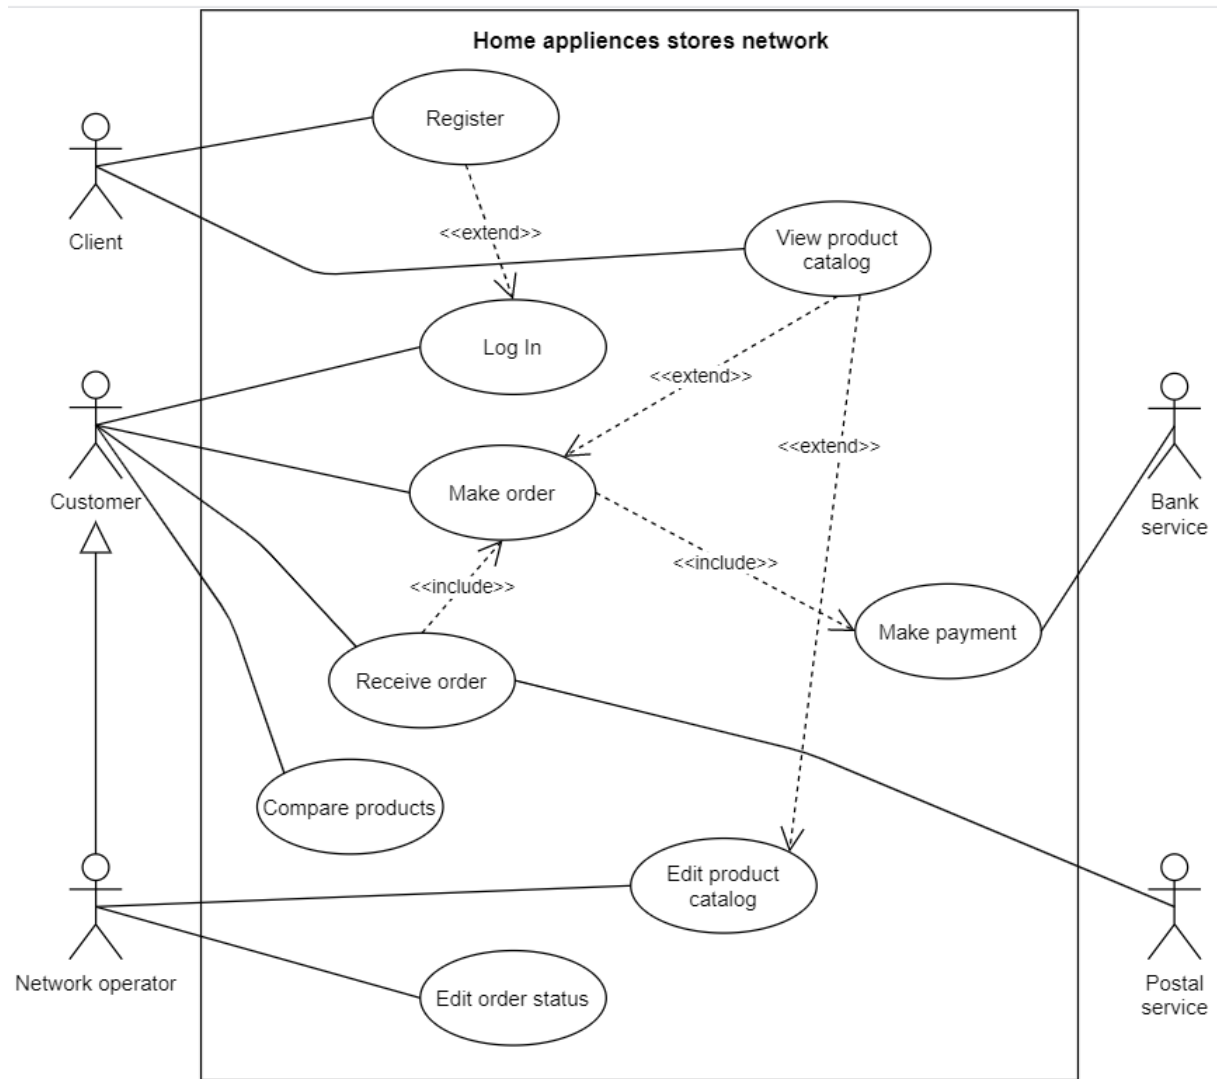 Home appliences stores network
Register
Client
<<extend>>
View product
catalog
Log In
<<extend>>
<<extend>>
Customer
Make order
Bank
service
<<include>>
<<include>>
Make payment
Receive order
Compare products
Edit product
catalog
Network operator
Edit order status
Postal
service